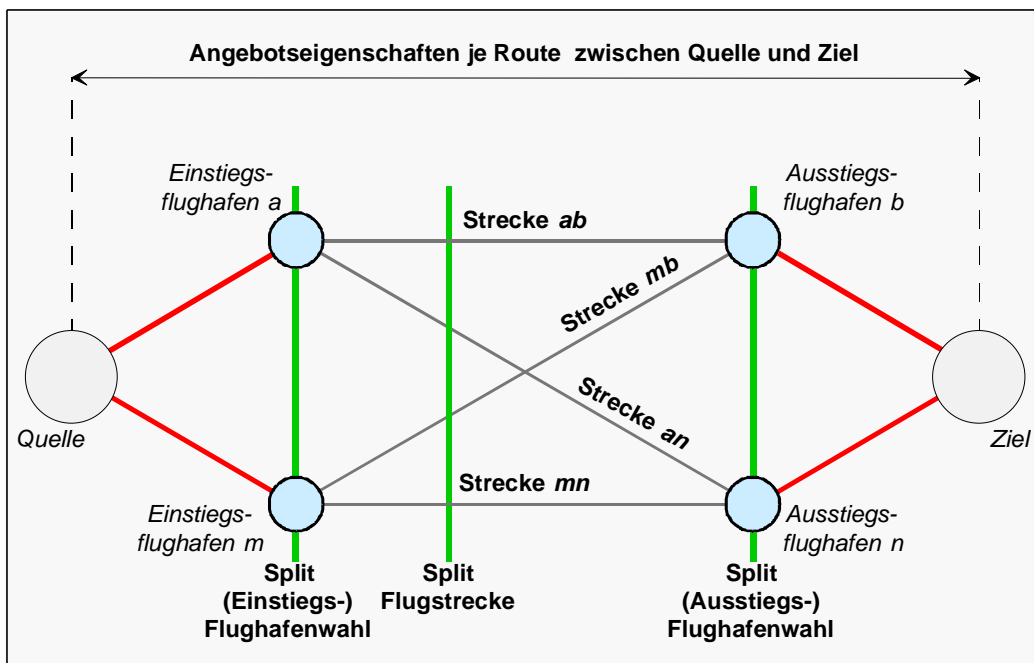 Angebotseigenschaften je Route zwischen Quelle und Ziel
Einstiegs-
flughafen a
Ausstiegs-
flughafen b
Strecke ab
Strecke mb
Quelle
Ziel
Strecke an
Strecke mn
Einstiegs-
flughafen m
Ausstiegs-
flughafen n
Split
(Einstiegs-)
Flughafenwahl
Split
Flugstrecke
Split
(Ausstiegs-)
Flughafenwahl